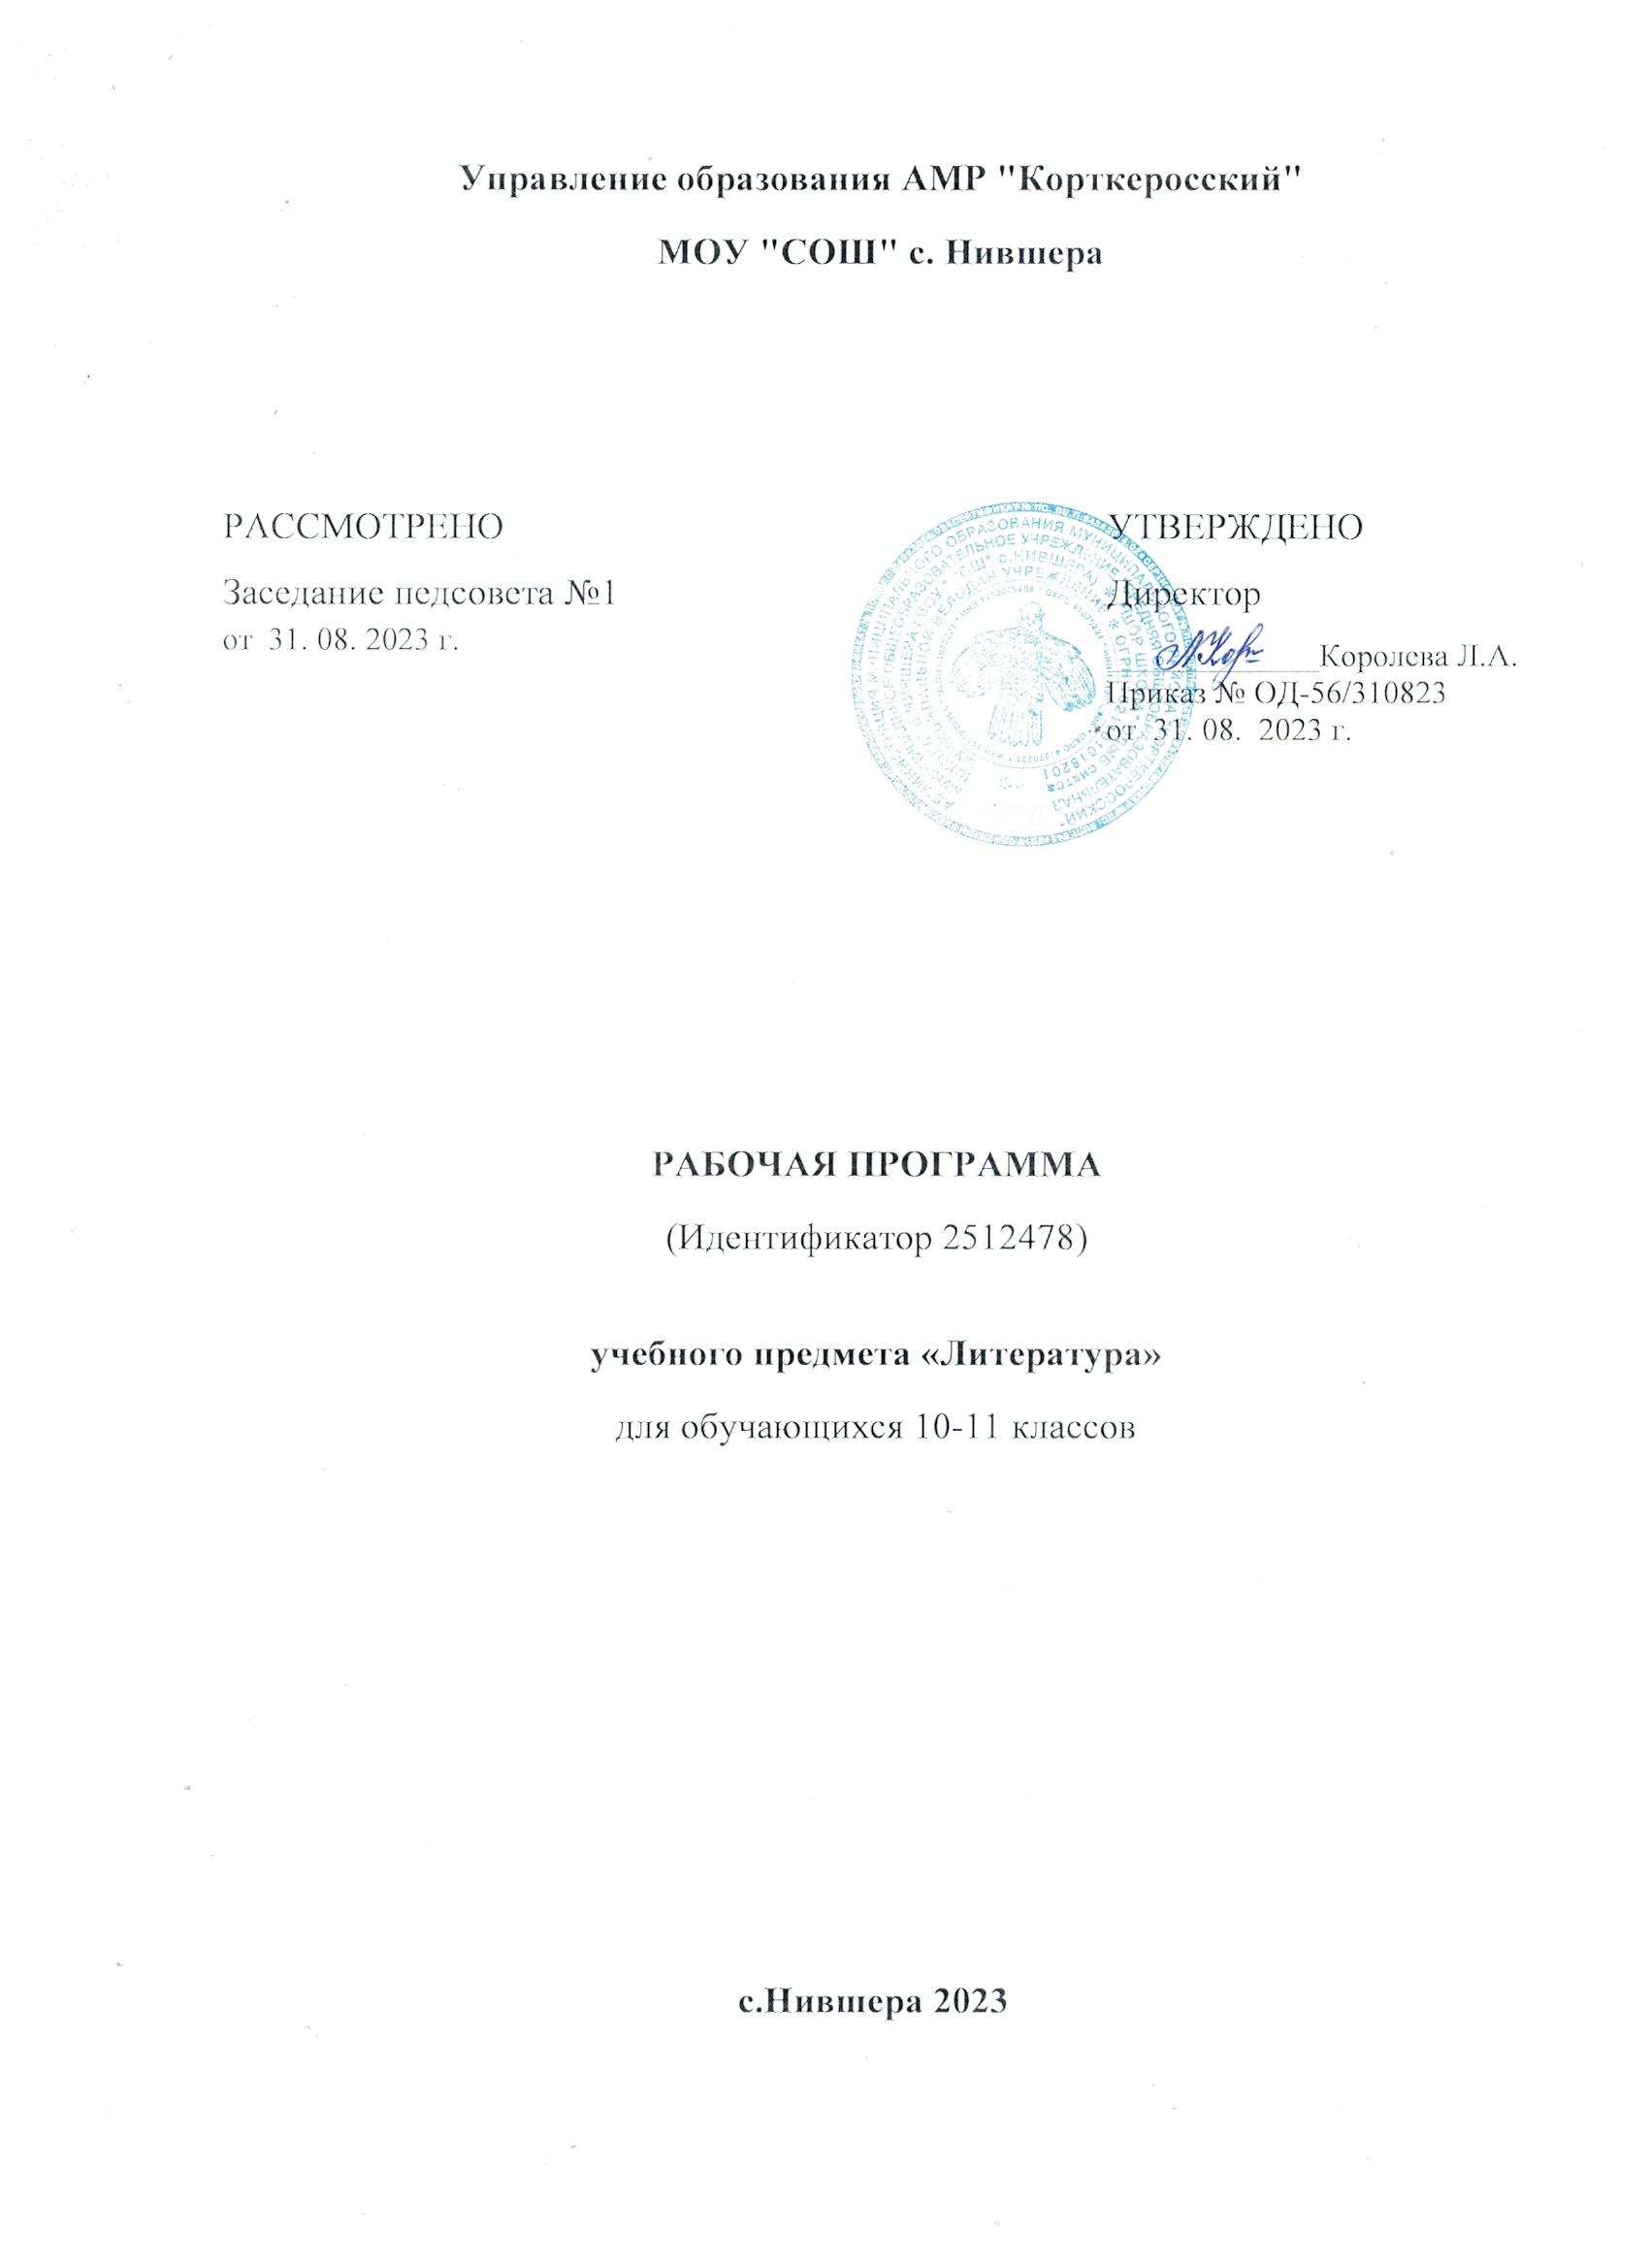 Управление образования АМР "Корткеросский"
МОУ "СОШ" с. Нившера
РАССМОТРЕНО
Заседание педсовета №1
от 31. 08. 2023 г.
УТВЕРЖДЕНО
Директор
Королева Л.А.
Приказ № ОД-56/310823
от 31. 08. 2023 г.
РАБОЧАЯ ПРОГРАММА
(Идентификатор 2512478)
учебного предмета «Литература»
для обучающихся 10-11 классов
с.Нившера 2023